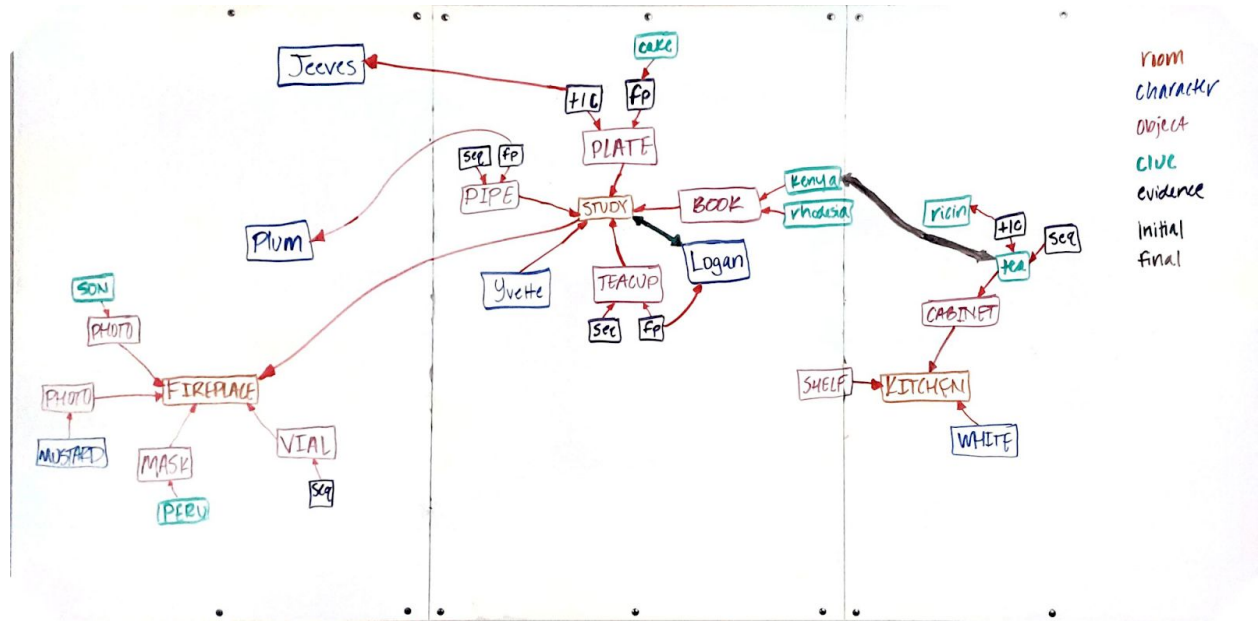 cake
room
Jeeves
character
tlc
fp
object
PLATE
clue
seq
fp
evidence
PIPE
STUDY
BOOK
Kenya
rhodesia
ricin
tlc
seq
Initial
final
Plum
Logan
tea
Yvette
TEACUP
SON
seq
fp
CABINET
PHOTO
FIREPLACE
SHELF
KITCHEN
PHOTO
MUSTARD
MASK
VIAL
WHITE
seq
PERU